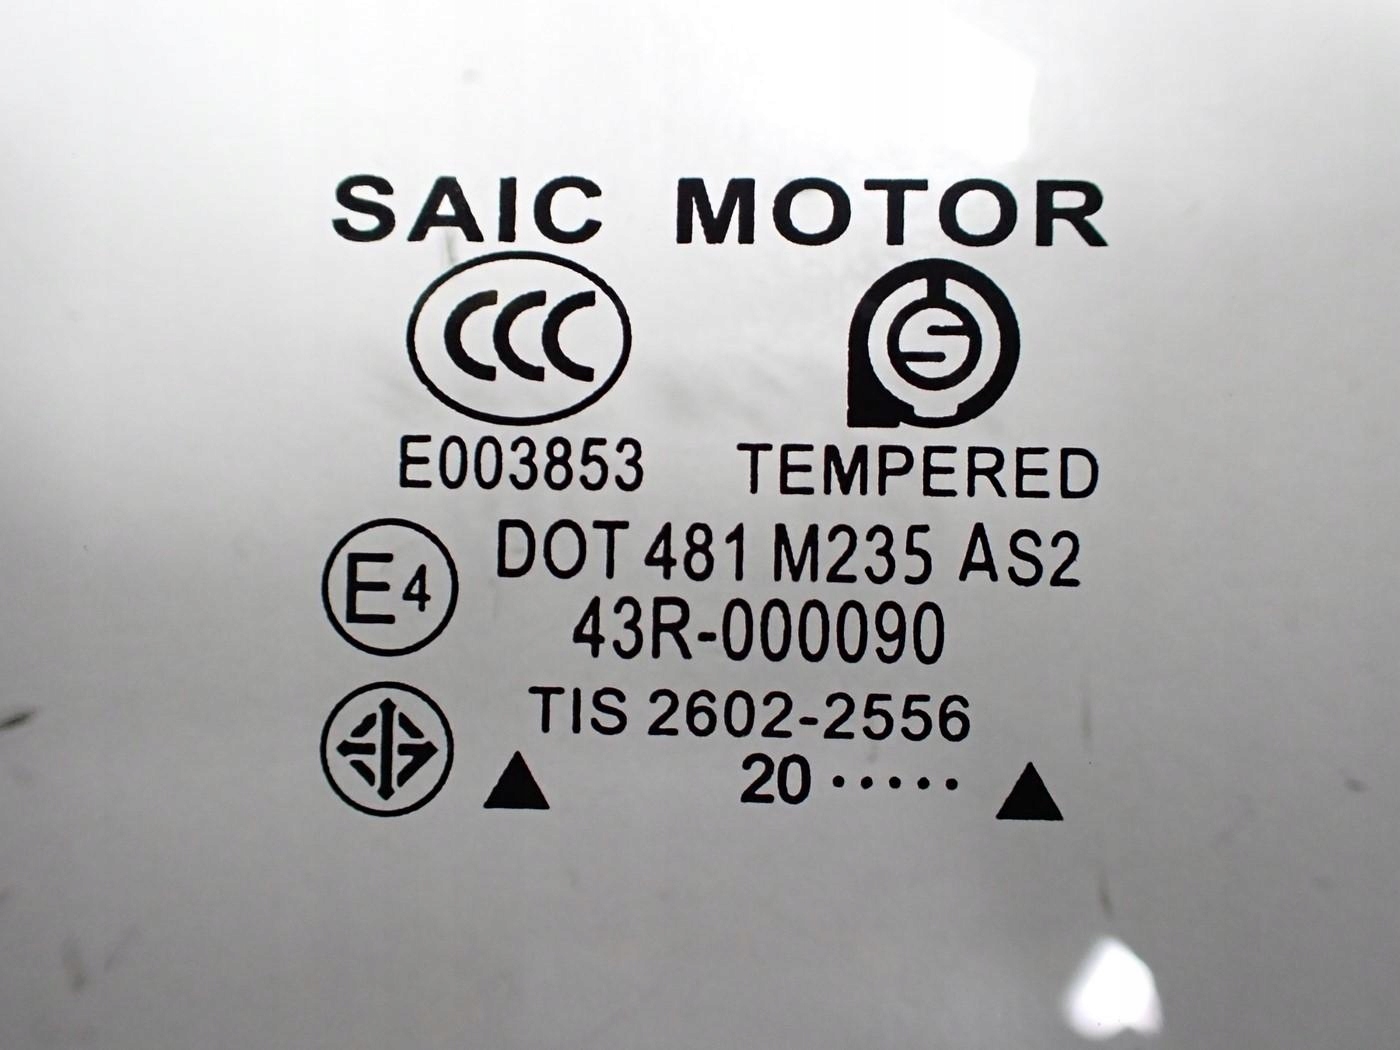 SAIC MOTOR
CCC S
E003853 TEMPERED
DOT 481 M235 AS2
E4
43R-000090
TIS 2602-2556
20 ·····